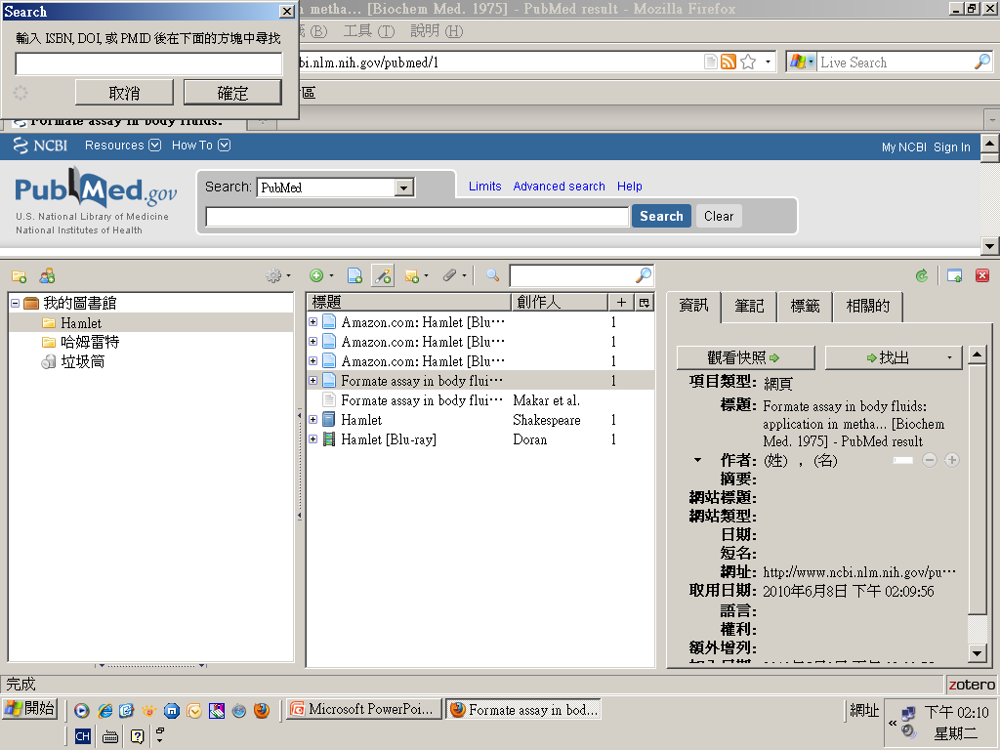 Search
metha... [Biochem Med. 1975] - PubMed result - Mozilla Firefox
(B) 工具 (T) 說明 (H)
輸入 ISBN, DOI, 或 PMID 後在下面的方塊中尋找
取消 確定
bi.nlm.nih.gov/pubmed/1
Live Search
區
Formate assay in body fluids:
NCBI Resources How To My NCBI Sign In
PubMed.gov
U.S. National Library of Medicine
National Institutes of Health
Search: PubMed
Limits Advanced search Help
Search Clear
我的圖書館
Hamlet
哈姆雷特
垃圾筒
標題 創作人 +
Amazon.com: Hamlet [Blu… 1
Amazon.com: Hamlet [Blu… 1
Amazon.com: Hamlet [Blu… 1
Formate assay in body flui… 1
Formate assay in body flui… Makar et al.
Hamlet Shakespeare 1
Hamlet [Blu-ray] Doran 1
資訊 筆記 標籤 相關的
觀看快照 找出
項目類型: 網頁
標題: Formate assay in body fluids:
application in metha... [Biochem
Med. 1975] - PubMed result
作者: (姓) , (名)
摘要:
網站標題:
網站類型:
日期:
短名:
網址: http://www.ncbi.nlm.nih.gov/pu…
取用日期: 2010年6月8日 下午 02:09:56
語言:
權利:
額外增列:
完成
zotero
開始
Microsoft PowerPoi...
Formate assay in bod...
網址
下午 02:10
星期二
CH